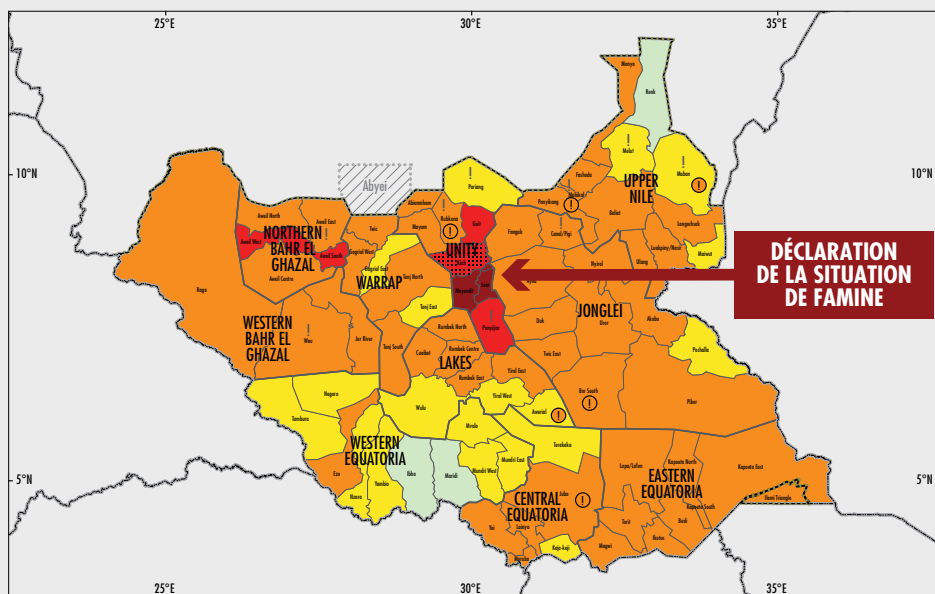 25°E
30°E
35°E
10°N
10°N
5°N
5°N
25°E
30°E
35°E
Manyo
Renk
Melut
Maban
Fashoda
UPPER
NILE
Malakal
Panyikang
Baliet
Longochuk
Luakpiny/Nasir
Maiwut
Ulang
Abyei
Pariang
Abiemnhom
Rubkona
Mayom
Guit
UNITY
Koch
Mayendit
Leer
Panyijiar
Fangak
Canal/Pigi
Nyirol
Ayod
Uror
JONGLEI
Akobo
Duk
Twic East
Pochalla
Pibor
Bor South
Aweil North
Aweil East
Aweil West
Aweil South
Aweil Centre
NORTHERN
BAHR EL
GHAZAL
Twic
Gogrial West
Gogrial East
WARRAP
Tonj North
Tonj East
Tonj South
Raga
WESTERN
BAHR EL
GHAZAL
Wau
Jur River
Rumbek North
Cueibet
Rumbek Centre
LAKES
Rumbek East
Yirol East
Yirol West
Awerial
Wulu
Nagero
Tambura
WESTERN
EQUATORIA
Ezo
Nzara
Yambio
Ibba
Maridi
Mvolo
Mundri East
Mundri West
Terekeka
CENTRAL
EQUATORIA
Juba
Yei
Lainya
Morobo
Kajo-keji
EASTERN
EQUATORIA
Lopa/Lafon
Kapoeta North
Kapoeta East
Kapoeta South
Ilemi Triangle
Torit
Budi
Ikotos
Magwi
DÉCLARATION
DE LA SITUATION
DE FAMINE